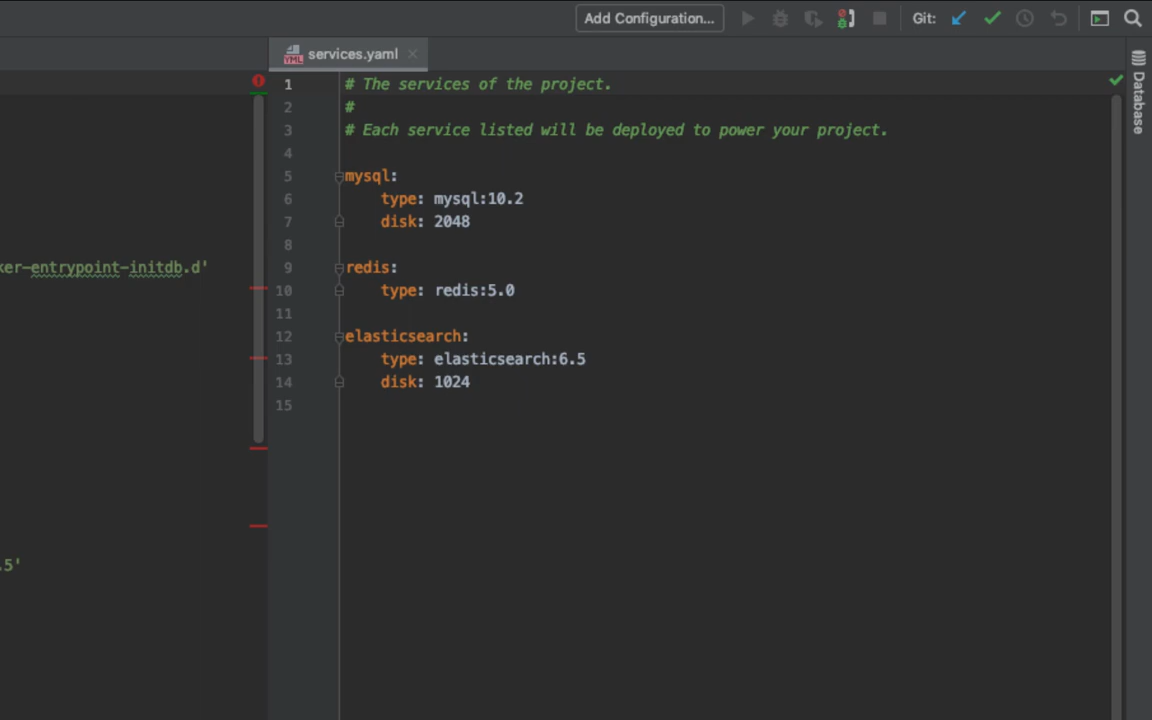 Add Configuration...
Git:
services.yaml
Database
1 # The services of the project.
2 #
3 # Each service listed will be deployed to power your project.
4
5 mysql:
6 type: mysql:10.2
7 disk: 2048
8
9 redis:
10 type: redis:5.0
11
12 elasticsearch:
13 type: elasticsearch:6.5
14 disk: 1024
15
ker-entrypoint-initdb.d'
.5'